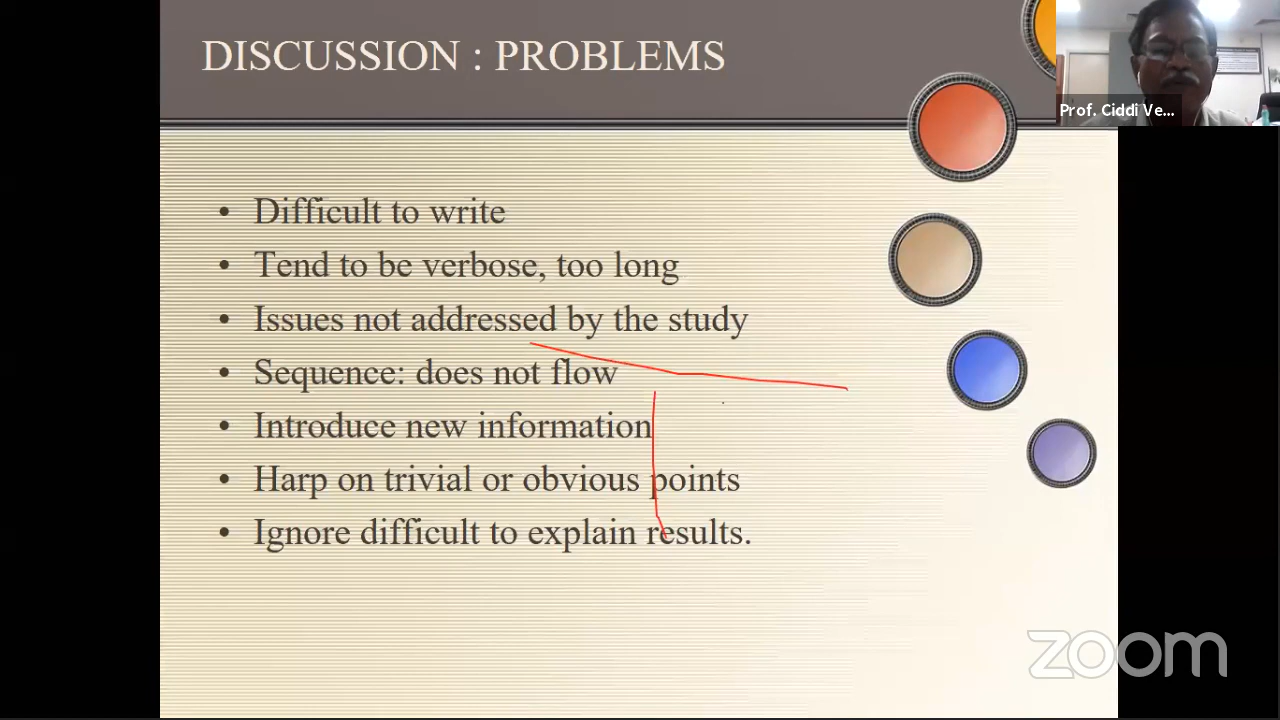 DISCUSSION : PROBLEMS
Prof. Ciddi Ve...
• Difficult to write
• Tend to be verbose, too long
• Issues not addressed by the study
• Sequence: does not flow
• Introduce new information
• Harp on trivial or obvious points
• Ignore difficult to explain results.
zoom